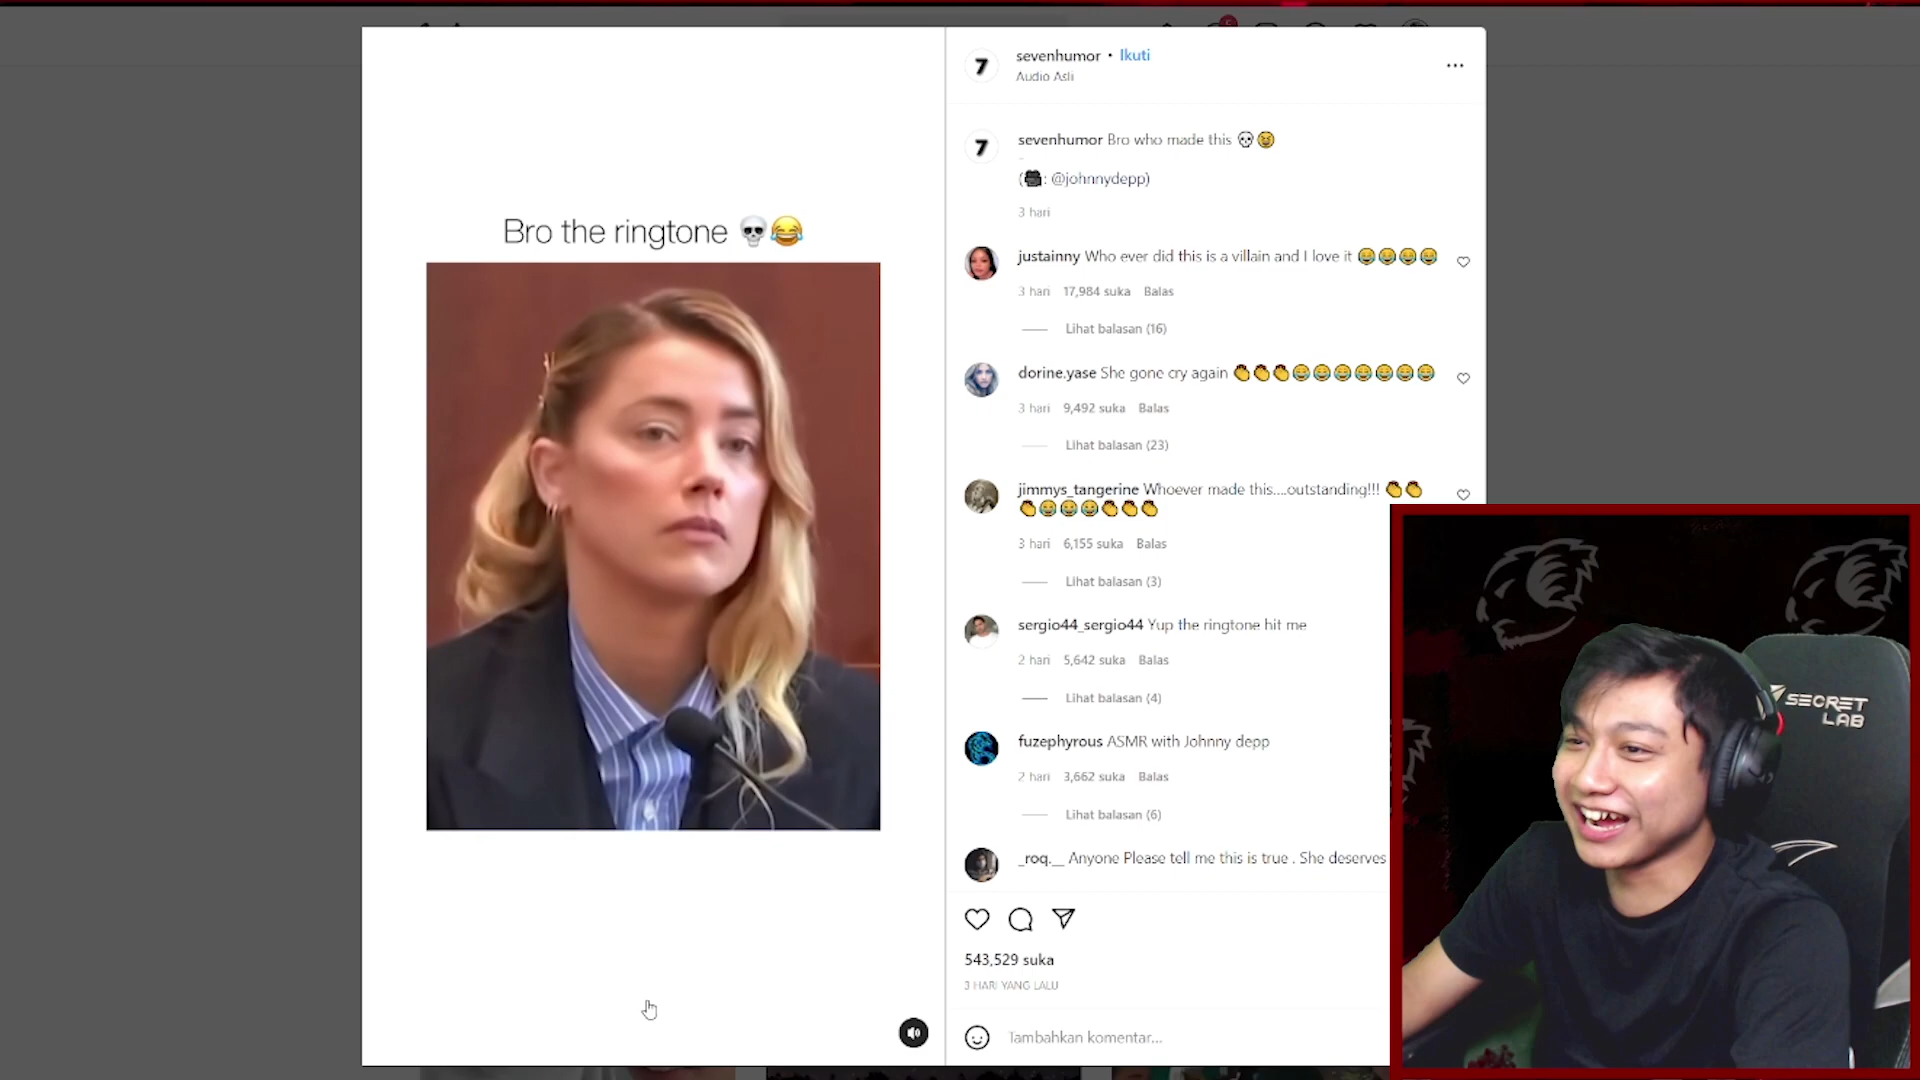 Bro the ringtone 💀😂
7
sevenhumor • Ikuti
Audio Asli
7
sevenhumor Bro who made this 💀😆
-
(🎥: @johnnydepp)
3 hari
justainny Who ever did this is a villain and I love it 😂😂😂😂
3 hari 17,984 suka Balas
Lihat balasan (16)
dorine.yase She gone cry again 👏👏👏😂😂😂😂😂😂😂
3 hari 9,492 suka Balas
Lihat balasan (23)
jimmys_tangerine Whoever made this....outstanding!!! 👏👏
👏😂😂😂👏👏👏
3 hari 6,155 suka Balas
Lihat balasan (3)
sergio44_sergio44 Yup the ringtone hit me
2 hari 5,642 suka Balas
Lihat balasan (4)
fuzephyrous ASMR with Johnny depp
2 hari 3,662 suka Balas
Lihat balasan (6)
_roq.__ Anyone Please tell me this is true . She deserves
543,529 suka
3 HARI YANG LALU
Tambahkan komentar...
SECRET
LAB